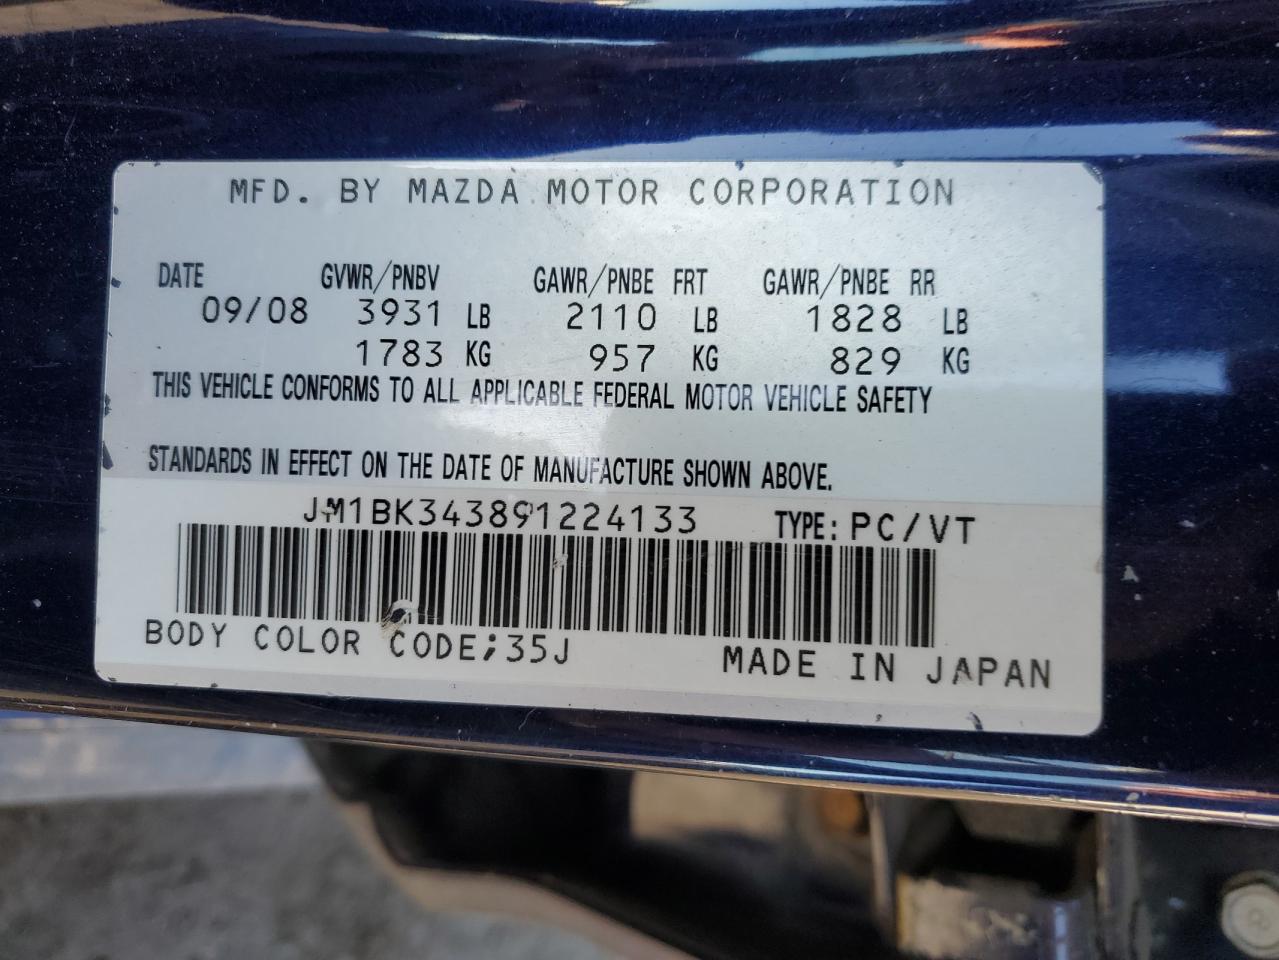 MFD. BY MAZDA MOTOR CORPORATION
DATE GVWR/PNBV GAWR/PNBE FRT GAWR/PNBE RR
09/08 3931 LB 2110 LB 1828 LB
1783 KG 957 KG 829 KG
THIS VEHICLE CONFORMS TO ALL APPLICABLE FEDERAL MOTOR VEHICLE SAFETY
STANDARDS IN EFFECT ON THE DATE OF MANUFACTURE SHOWN ABOVE.
JM1BK343891224133 TYPE: PC/VT
BODY COLOR CODE;35J MADE IN JAPAN